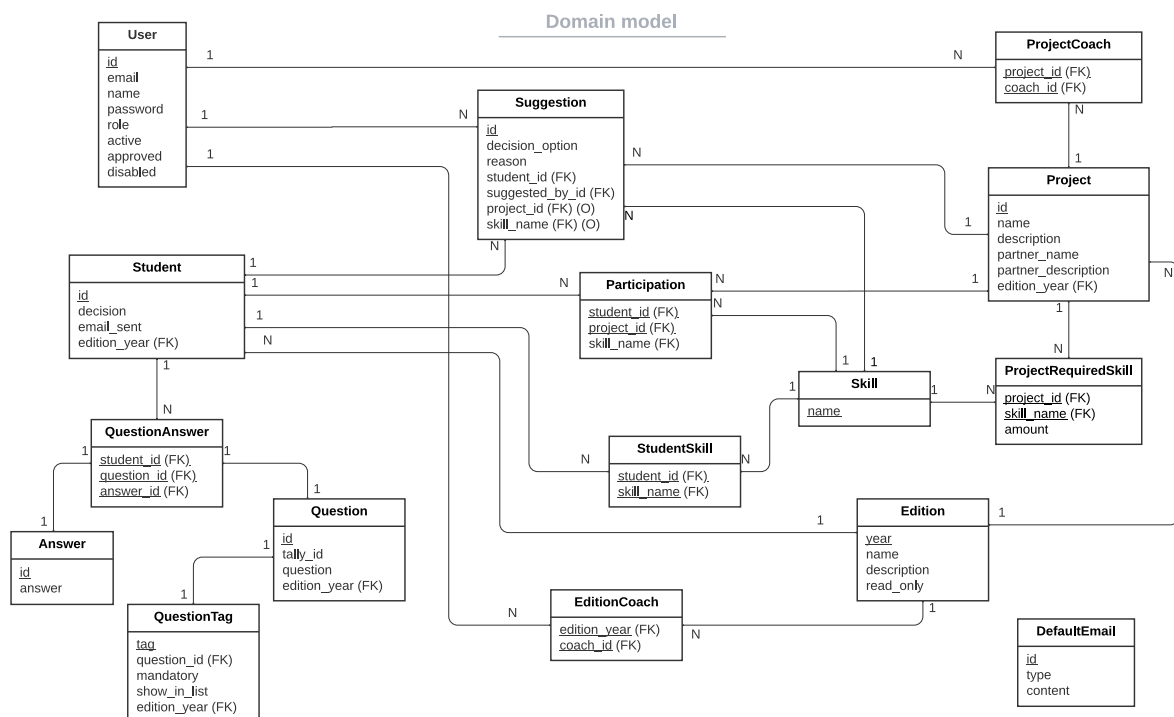 Domain model
User
id
email
name
password
role
active
approved
disabled
1
N
1
N
1
ProjectCoach
project_id (FK)
coach_id (FK)
N
1
Suggestion
id
decision_option
reason
student_id (FK)
suggested_by_id (FK)
project_id (FK) (O)
skill_name (FK) (O)
N
N
N
1
Project
id
name
description
partner_name
partner_description
edition_year (FK)
N
1
Student
id
decision
email_sent
edition_year (FK)
1
1
1
N
1
N
Participation
student_id (FK)
project_id (FK)
skill_name (FK)
N
N
1
1
1
N
ProjectRequiredSkill
project_id (FK)
skill_name (FK)
amount
N
1
Skill
name
1
N
QuestionAnswer
student_id (FK)
question_id (FK)
answer_id (FK)
1
1
StudentSkill
student_id (FK)
skill_name (FK)
N
N
1
Answer
id
answer
1
Question
id
tally_id
question
edition_year (FK)
1
1
QuestionTag
tag
question_id (FK)
mandatory
show_in_list
edition_year (FK)
Edition
year
name
description
read_only
1
1
1
EditionCoach
edition_year (FK)
coach_id (FK)
N
N
DefaultEmail
id
type
content